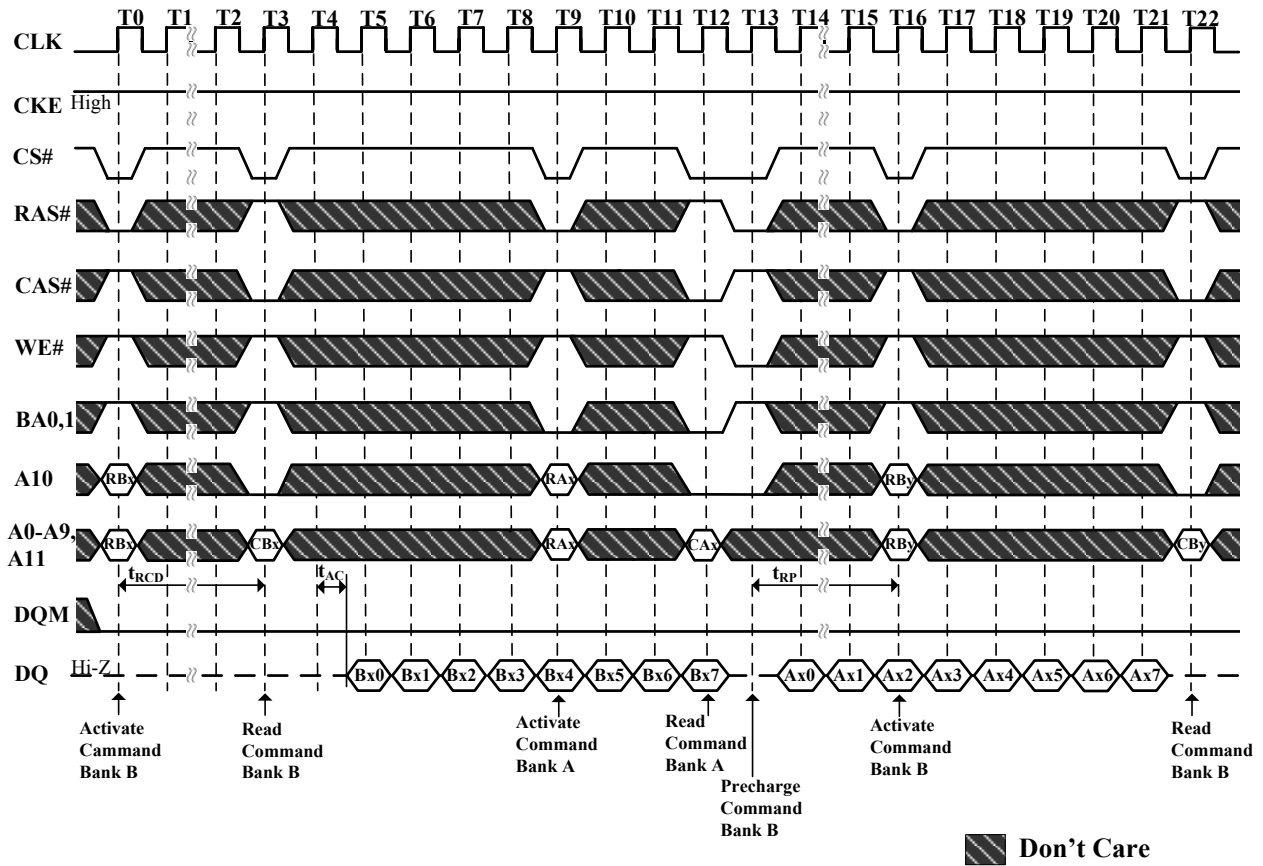 T0 T1 T2 T3 T4 T5 T6 T7 T8 T9 T10 T11 T12 T13 T14 T15 T16 T17 T18 T19 T20 T21 T22
CLK
CKE High
CS#
RAS#
CAS#
WE#
BA0,1
A10 RBx RAx RBy
A0-A9,
A11 RBx CBx RAx CAx RBy CBy
tRCD tAC tRP
DQM
DQ Hi-Z Bx0 Bx1 Bx2 Bx3 Bx4 Bx5 Bx6 Bx7 Ax0 Ax1 Ax2 Ax3 Ax4 Ax5 Ax6 Ax7
Activate
Cammand
Bank B
Read
Command
Bank B
Activate
Command
Bank A
Read
Command
Bank A
Precharge
Command
Bank B
Activate
Command
Bank B
Read
Command
Bank B
Don't Care